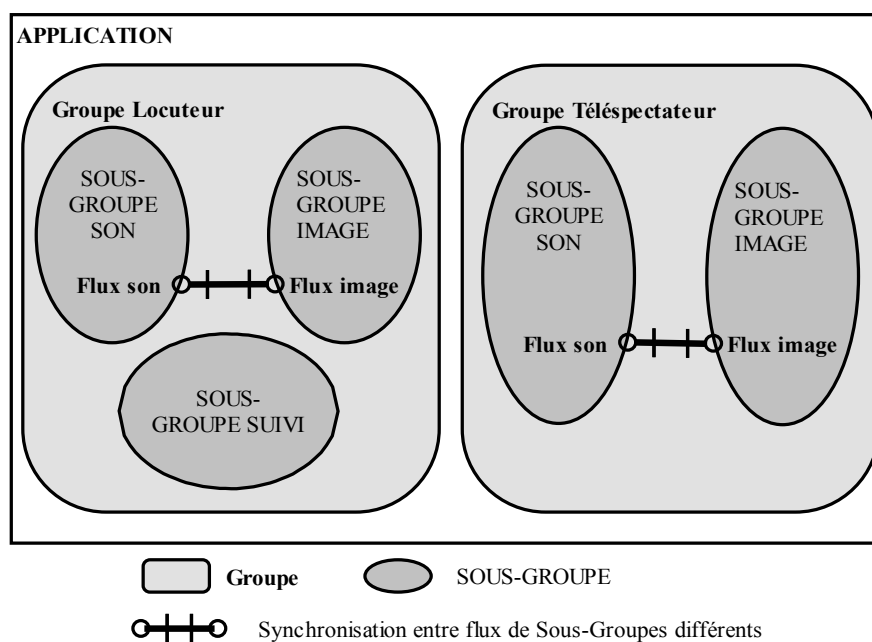 APPLICATION
Groupe Locuteur
SOUS-
GROUPE
SON
SOUS-
GROUPE
IMAGE
Flux son
Flux image
SOUS-
GROUPE SUIVI
Groupe Téléspectateur
SOUS-
GROUPE
SON
SOUS-
GROUPE
IMAGE
Flux son
Flux image
Groupe
SOUS-GROUPE
Synchronisation entre flux de Sous-Groupes différents